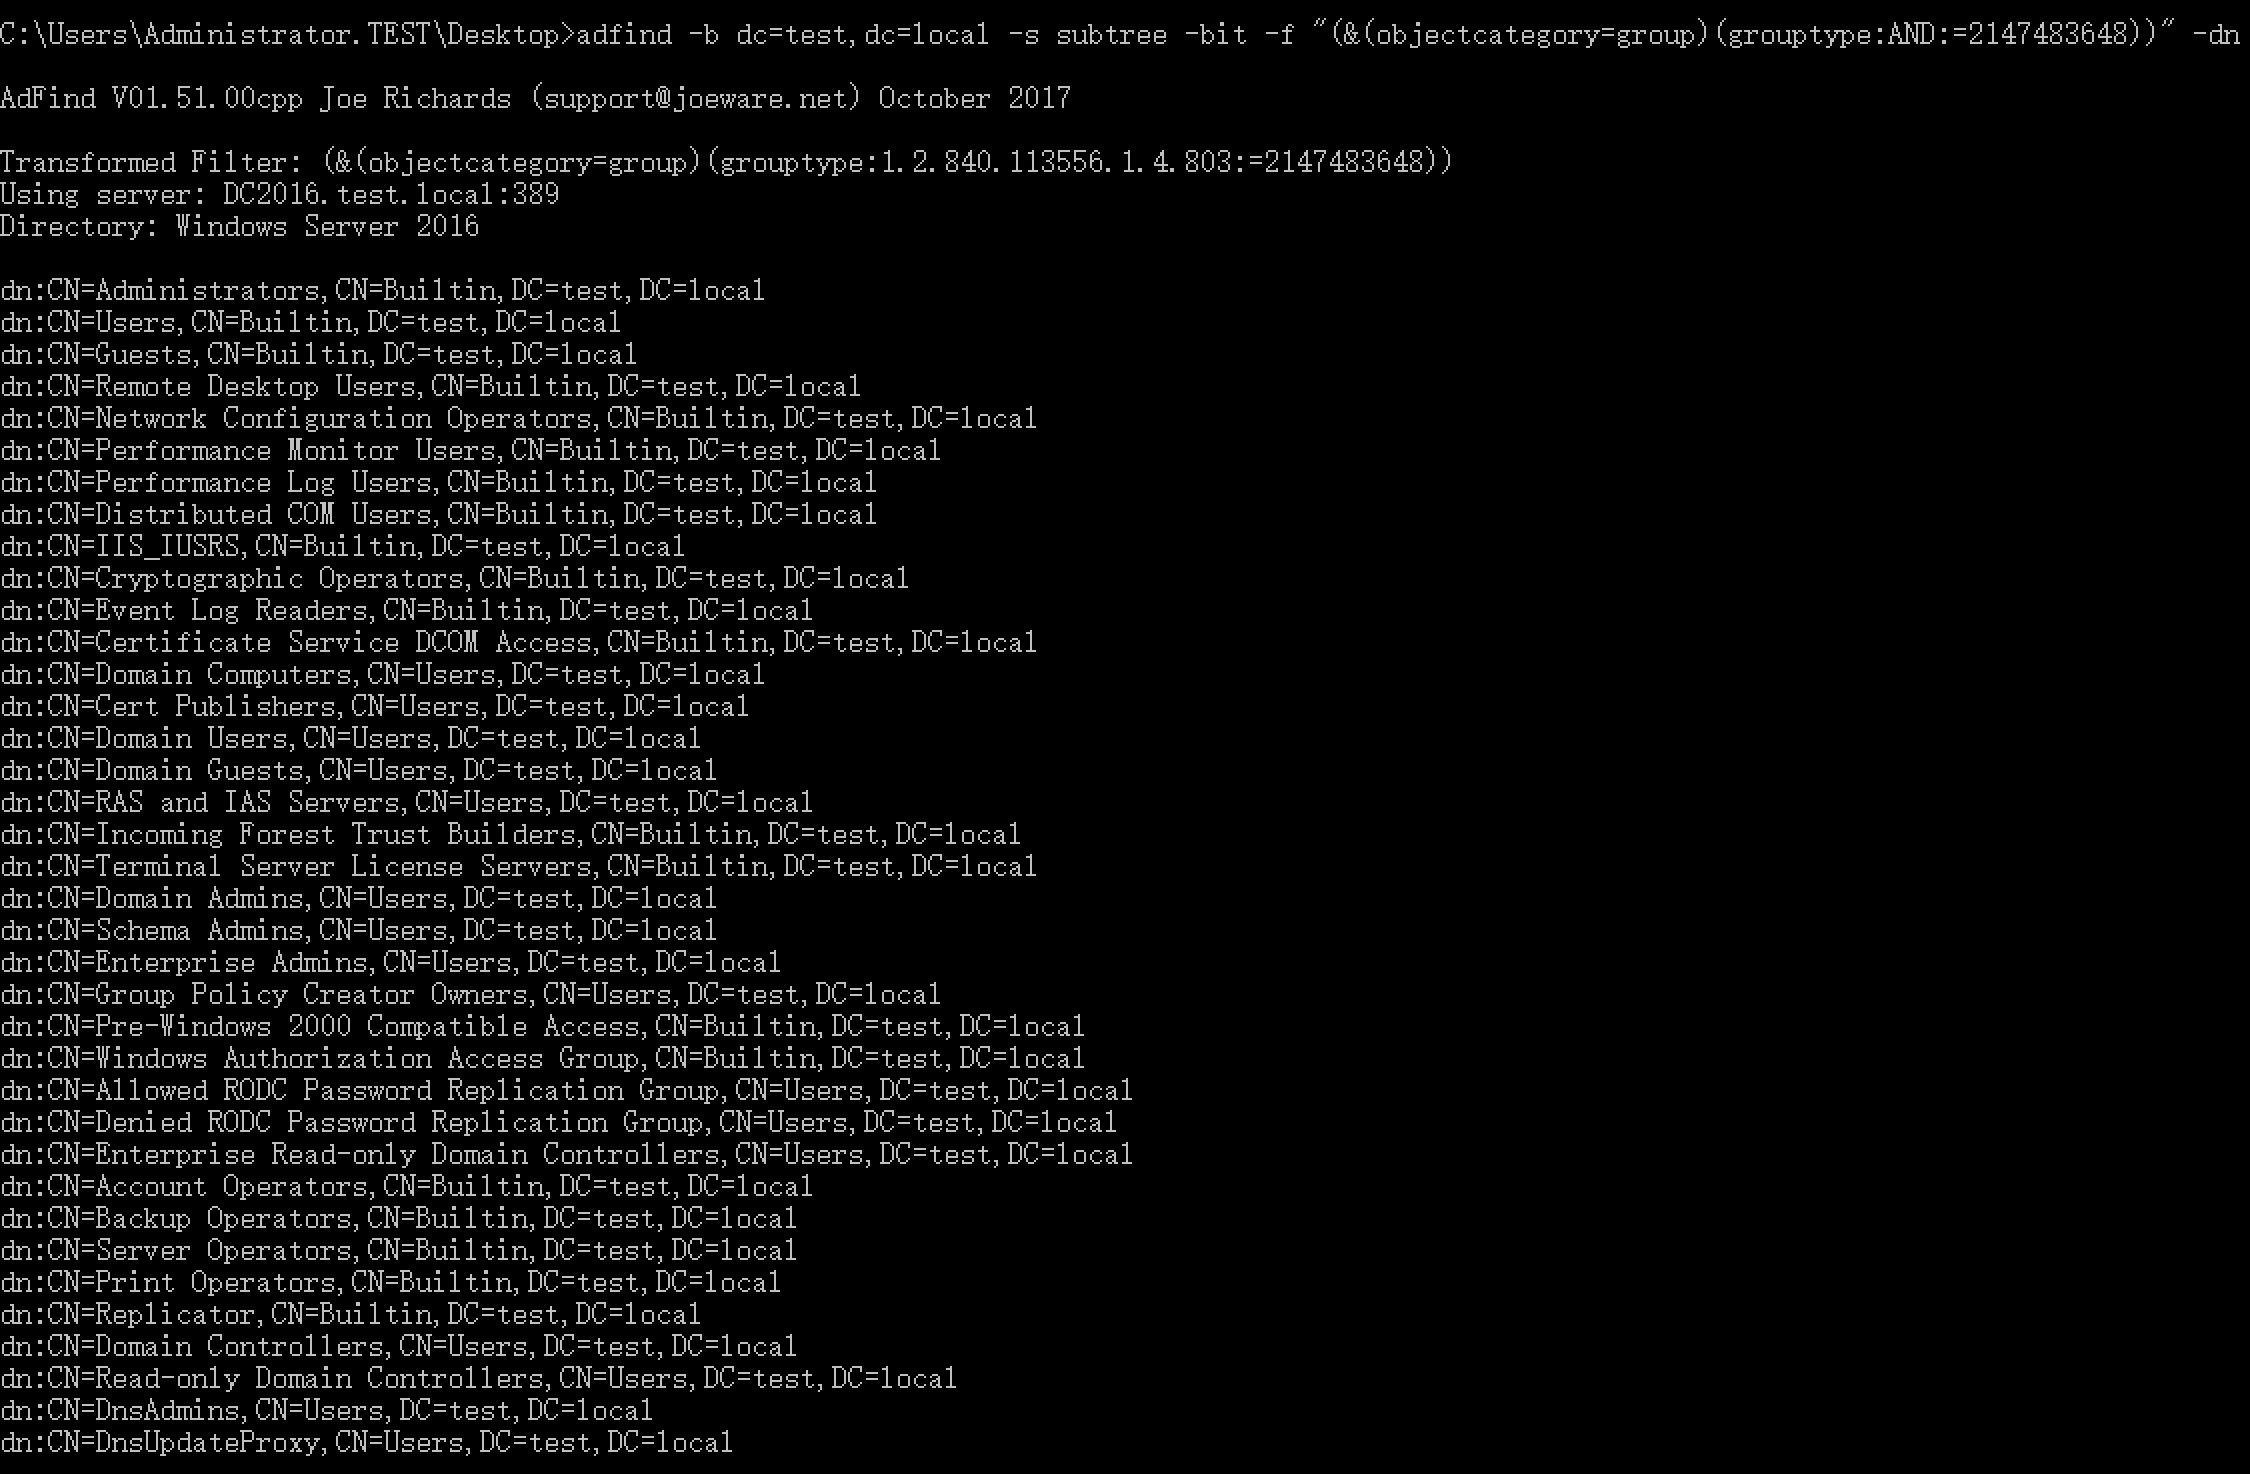 C:\Users\Administrator.TEST\Desktop>adfind -b dc=test,dc=local -s subtree -bit -f "(&(objectcategory=group)(grouptype:AND:=2147483648))" -dn
AdFind V01.51.00cpp Joe Richards (support@joeware.net) October 2017
Transformed Filter: (&(objectcategory=group)(grouptype:1.2.840.113556.1.4.803:=2147483648))
Using server: DC2016.test.local:389
Directory: Windows Server 2016
dn:CN=Administrators,CN=Builtin,DC=test,DC=local
dn:CN=Users,CN=Builtin,DC=test,DC=local
dn:CN=Guests,CN=Builtin,DC=test,DC=local
dn:CN=Remote Desktop Users,CN=Builtin,DC=test,DC=local
dn:CN=Network Configuration Operators,CN=Builtin,DC=test,DC=local
dn:CN=Performance Monitor Users,CN=Builtin,DC=test,DC=local
dn:CN=Performance Log Users,CN=Builtin,DC=test,DC=local
dn:CN=Distributed COM Users,CN=Builtin,DC=test,DC=local
dn:CN=IIS_IUSRS,CN=Builtin,DC=test,DC=local
dn:CN=Cryptographic Operators,CN=Builtin,DC=test,DC=local
dn:CN=Event Log Readers,CN=Builtin,DC=test,DC=local
dn:CN=Certificate Service DCOM Access,CN=Builtin,DC=test,DC=local
dn:CN=Domain Computers,CN=Users,DC=test,DC=local
dn:CN=Cert Publishers,CN=Users,DC=test,DC=local
dn:CN=Domain Users,CN=Users,DC=test,DC=local
dn:CN=Domain Guests,CN=Users,DC=test,DC=local
dn:CN=RAS and IAS Servers,CN=Users,DC=test,DC=local
dn:CN=Incoming Forest Trust Builders,CN=Builtin,DC=test,DC=local
dn:CN=Terminal Server License Servers,CN=Builtin,DC=test,DC=local
dn:CN=Domain Admins,CN=Users,DC=test,DC=local
dn:CN=Schema Admins,CN=Users,DC=test,DC=local
dn:CN=Enterprise Admins,CN=Users,DC=test,DC=local
dn:CN=Group Policy Creator Owners,CN=Users,DC=test,DC=local
dn:CN=Pre-Windows 2000 Compatible Access,CN=Builtin,DC=test,DC=local
dn:CN=Windows Authorization Access Group,CN=Builtin,DC=test,DC=local
dn:CN=Allowed RODC Password Replication Group,CN=Users,DC=test,DC=local
dn:CN=Denied RODC Password Replication Group,CN=Users,DC=test,DC=local
dn:CN=Enterprise Read-only Domain Controllers,CN=Users,DC=test,DC=local
dn:CN=Account Operators,CN=Builtin,DC=test,DC=local
dn:CN=Backup Operators,CN=Builtin,DC=test,DC=local
dn:CN=Server Operators,CN=Builtin,DC=test,DC=local
dn:CN=Print Operators,CN=Builtin,DC=test,DC=local
dn:CN=Replicator,CN=Builtin,DC=test,DC=local
dn:CN=Domain Controllers,CN=Users,DC=test,DC=local
dn:CN=Read-only Domain Controllers,CN=Users,DC=test,DC=local
dn:CN=DnsAdmins,CN=Users,DC=test,DC=local
dn:CN=DnsUpdateProxy,CN=Users,DC=test,DC=local